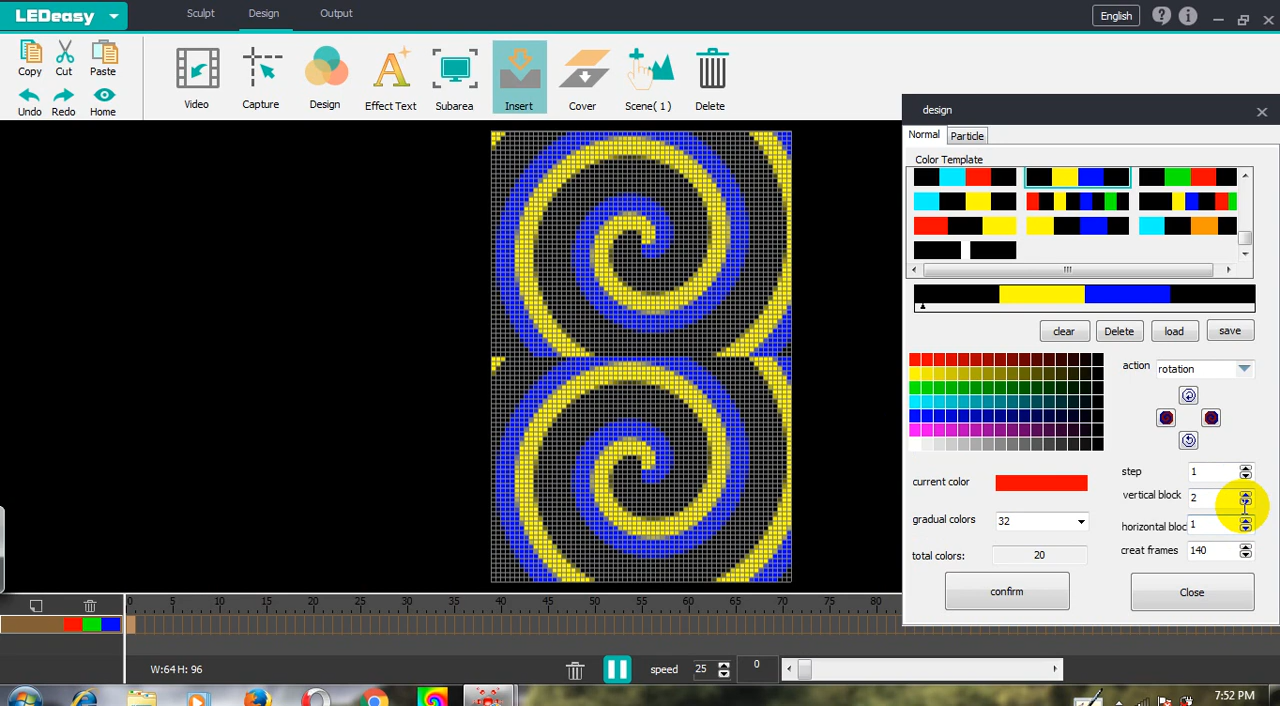 LEDeasy
Sculpt
Design
Output
English
Copy
Cut
Paste
Undo
Redo
Home
Video
Capture
Design
Effect Text
Subarea
Insert
Cover
Scene( 1 )
Delete
design
Normal
Particle
Color Template
clear
Delete
load
save
action
rotation
step
1
current color
vertical block
2
gradual colors
32
horizontal bloc
1
total colors:
20
creat frames
140
confirm
Close
0 5 10 15 20 25 30 35 40 45 50 55 60 65 70 75 80
W:64 H: 96
speed
25
0
7:52 PM